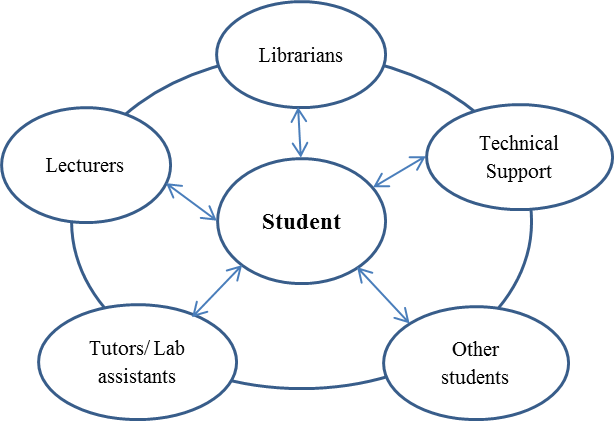 Librarians
Technical
Support
Lecturers
Student
Tutors/ Lab
assistants
Other
students